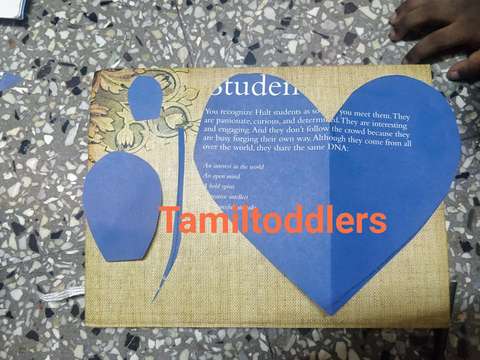 Studen
You recognize Hult students as so you meet them. They
are passionate, curious, and determined. They are interesting
and engaging. And they don't follow the crowd because they
are busy forging their own way. Although they come from all
over the world, they share the same DNA:
An interest in the world
An open mind
A bold spirit
intellect
Tamiltoddlers